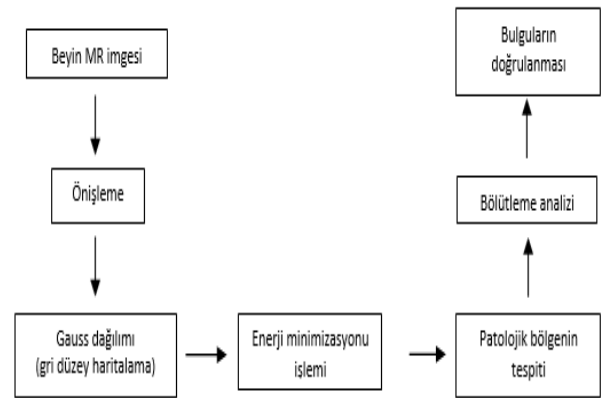 Beyin MR imgesi
Önişleme
Gauss dağılımı
(gri düzey haritalama)
Enerji minimizasyonu
işlemi
Patolojik bölgenin
tespiti
Bölütleme analizi
Bulguların
doğrulanması